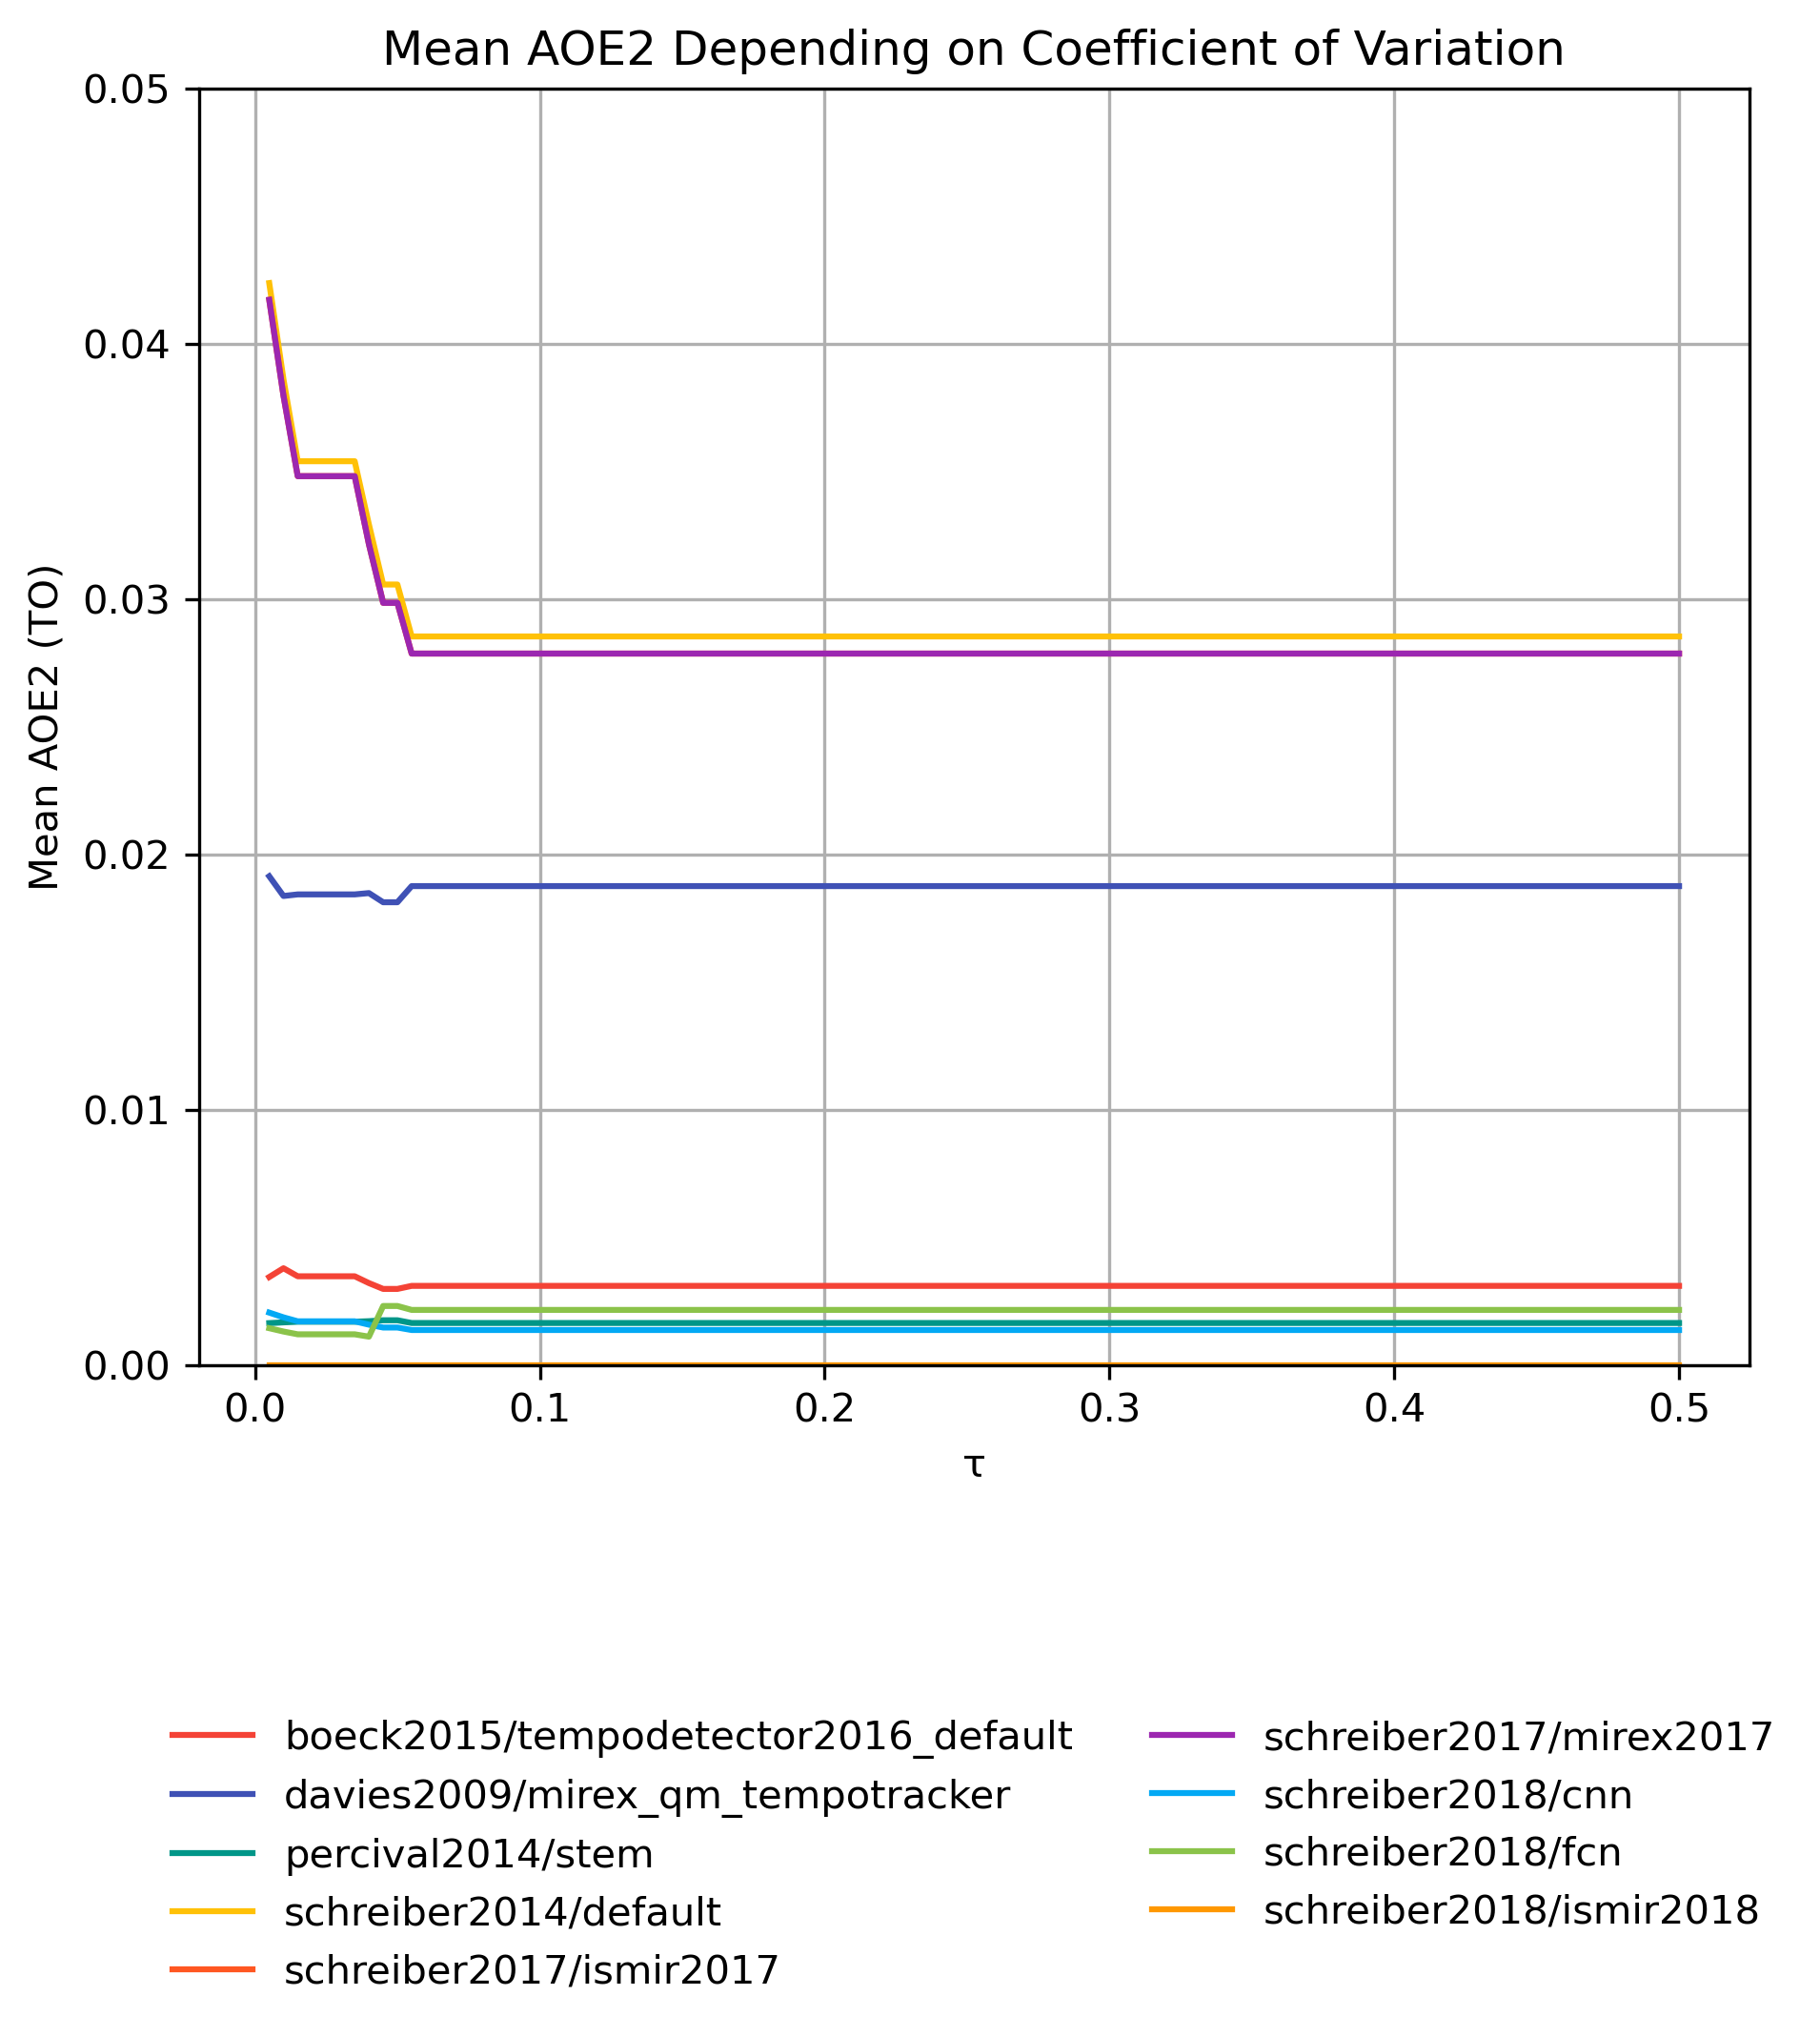 Mean AOE2 Depending on Coefficient of Variation
0.05
0.04
0.03
0.02
0.01
0.00
Mean AOE2 (TO)
0.0 0.1 0.2 0.3 0.4 0.5
τ
boeck2015/tempodetector2016_default
davies2009/mirex_qm_tempotracker
percival2014/stem
schreiber2014/default
schreiber2017/ismir2017
schreiber2017/mirex2017
schreiber2018/cnn
schreiber2018/fcn
schreiber2018/ismir2018